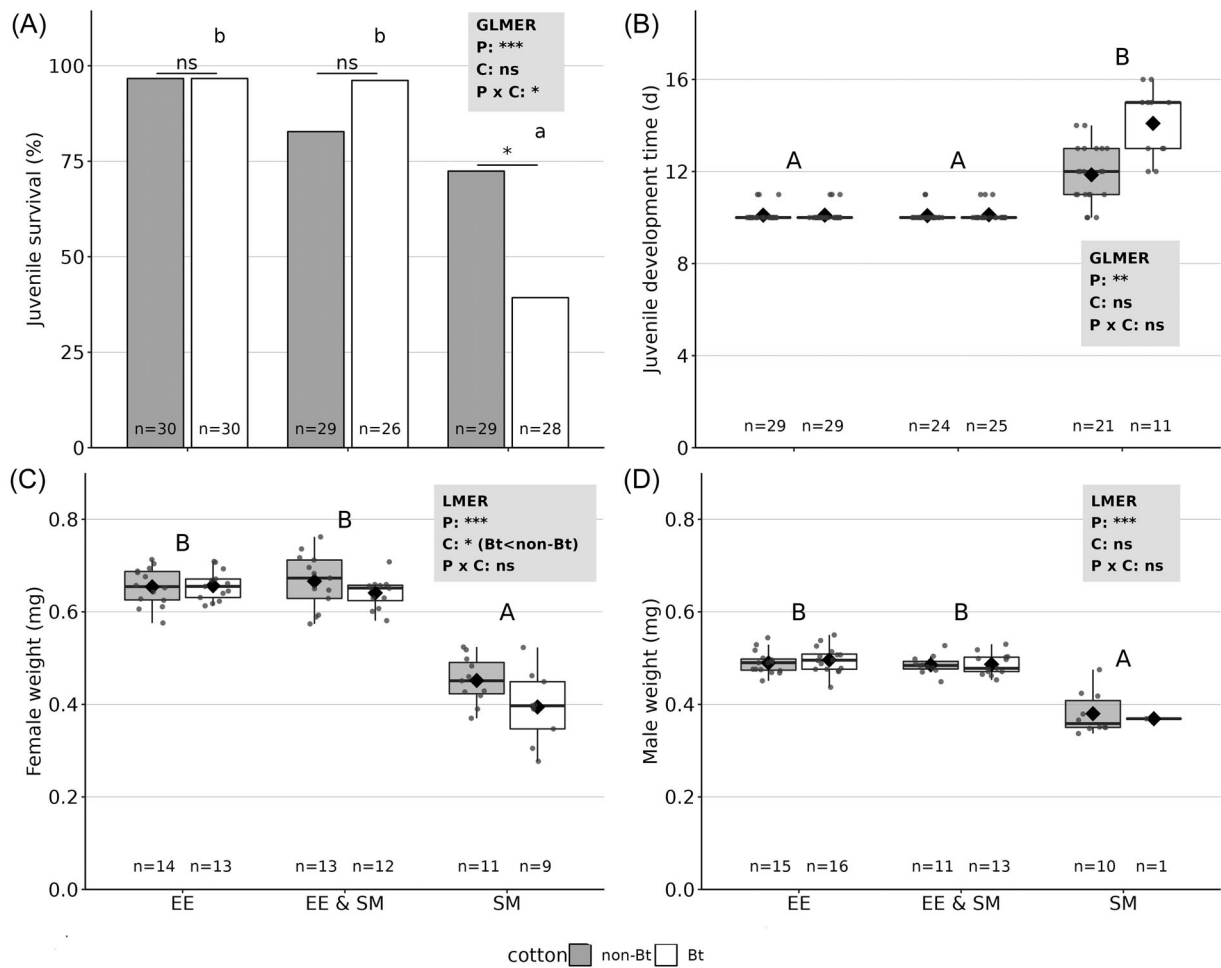 (A)
Juvenile survival (%)
100
75
50
25
0
b
b
a
ns
ns
*
GLMER
P: ***
C: ns
P x C: *
n=30 n=30 n=29 n=26 n=29 n=28
(B)
Juvenile development time (d)
16
12
8
4
0
A
A
B
GLMER
P: **
C: ns
P x C: ns
n=29 n=29 n=24 n=25 n=21 n=11
(C)
Female weight (mg)
0.8
0.6
0.4
0.2
0.0
B
B
A
LMER
P: ***
C: * (Bt<non-Bt)
P x C: ns
n=14 n=13 n=13 n=12 n=11 n=9
EE EE & SM SM
(D)
Male weight (mg)
0.8
0.6
0.4
0.2
0.0
B
B
A
LMER
P: ***
C: ns
P x C: ns
n=15 n=16 n=11 n=13 n=10 n=1
EE EE & SM SM
cotton non-Bt Bt